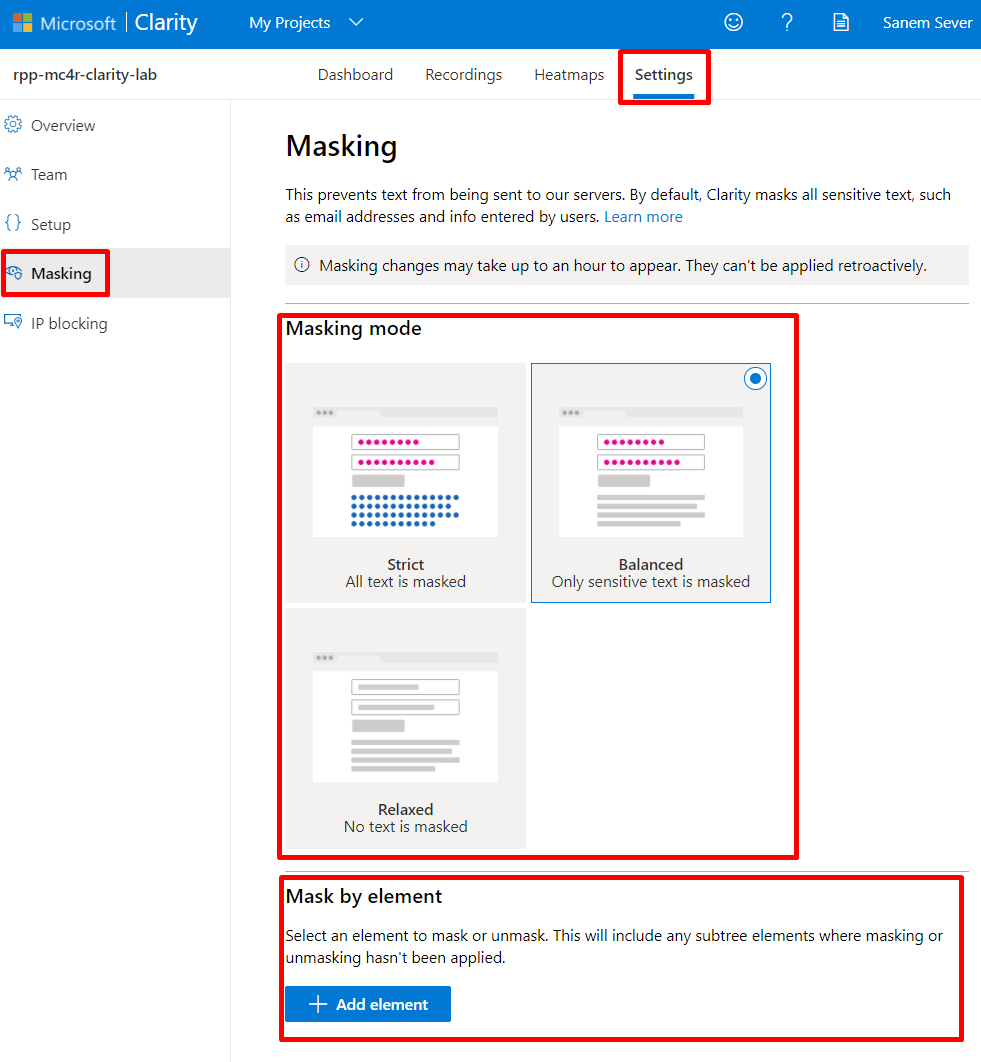 Microsoft | Clarity My Projects Sanem Sever
rpp-mc4r-clarity-lab Dashboard Recordings Heatmaps Settings
Overview
Team
Setup
Masking
IP blocking
Masking
This prevents text from being sent to our servers. By default, Clarity masks all sensitive text, such
as email addresses and info entered by users. Learn more
Masking changes may take up to an hour to appear. They can't be applied retroactively.
Masking mode
Strict
All text is masked
Balanced
Only sensitive text is masked
Relaxed
No text is masked
Mask by element
Select an element to mask or unmask. This will include any subtree elements where masking or
unmasking hasn't been applied.
Add element